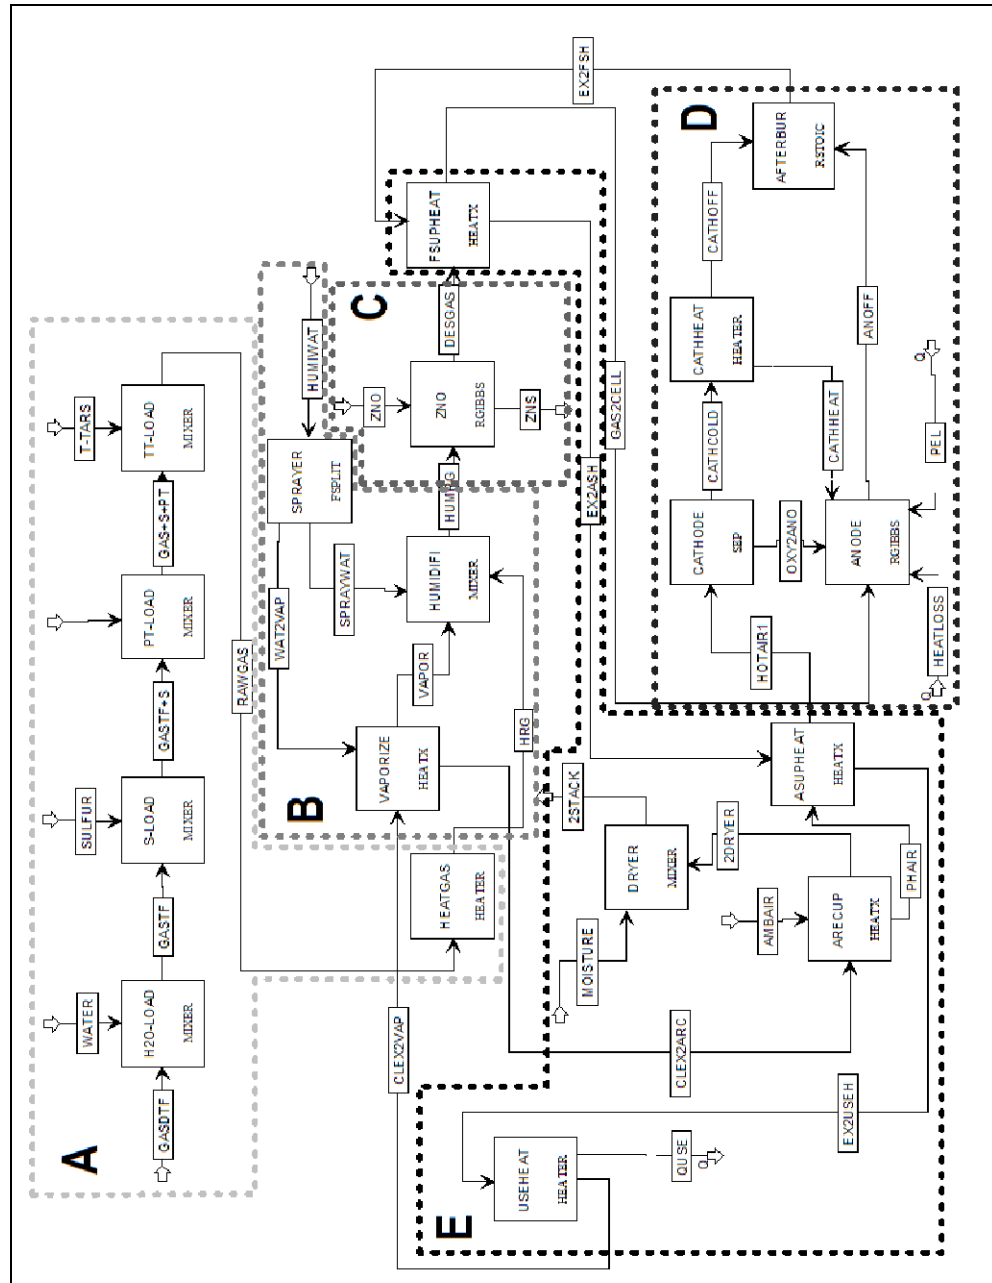 A
GASDTF
WATER
H2O-LOAD
MIXER
GASTF
SULFUR
S-LOAD
MIXER
GASTF+S
PT-LOAD
MIXER
GAS+S+PT
T-TARS
TT-LOAD
MIXER
RAWGAS
HEATGAS
HEATER
B
HUMIWAT
SPRAYER
FSPLIT
WAT2VAP
SPRAYWAT
VAPORIZE
HEATX
VAPOR
HUMIDIFI
MIXER
HRG
CLEX2VAP
C
ZNO
ZNO
RGIBBS
ZNS
DESGAS
FSUPHEAT
HEATX
EX2FSH
EX2ASH
GAS2CELL
E
USEHEAT
HEATER
QUSE
Q
EX2USEH
CLEX2ARC
MOISTURE
2STACK
DRYER
MIXER
2DRYER
AMBAIR
ARECUP
HEATX
PHAIR
ASUPHEAT
HEATX
D
HOTAIR1
CATHODE
SEP
CATHCOLD
CATHHEAT
HEATER
CATHOFF
AFTERBUR
RSTOIC
OXY2ANO
CATHHEAT
ANODE
RGIBBS
ANOFF
HEATLOSS
Q
PEL
Q